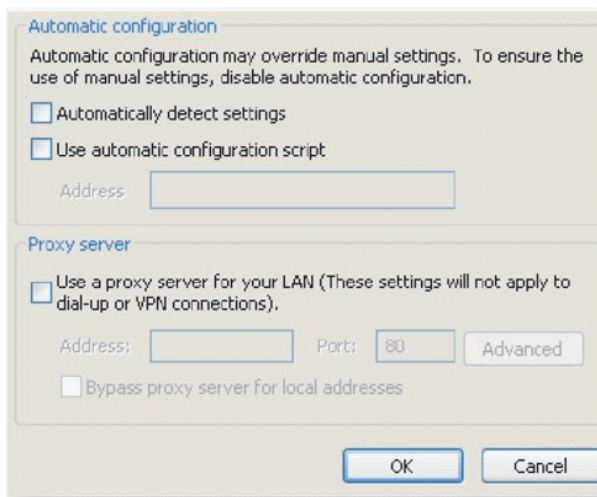 Automatic configuration
Automatic configuration may override manual settings. To ensure the
use of manual settings, disable automatic configuration.
Automatically detect settings
Use automatic configuration script
Address
Proxy server
Use a proxy server for your LAN (These settings will not apply to
dial-up or VPN connections).
Address: Port: 80 Advanced
Bypass proxy server for local addresses
OK Cancel